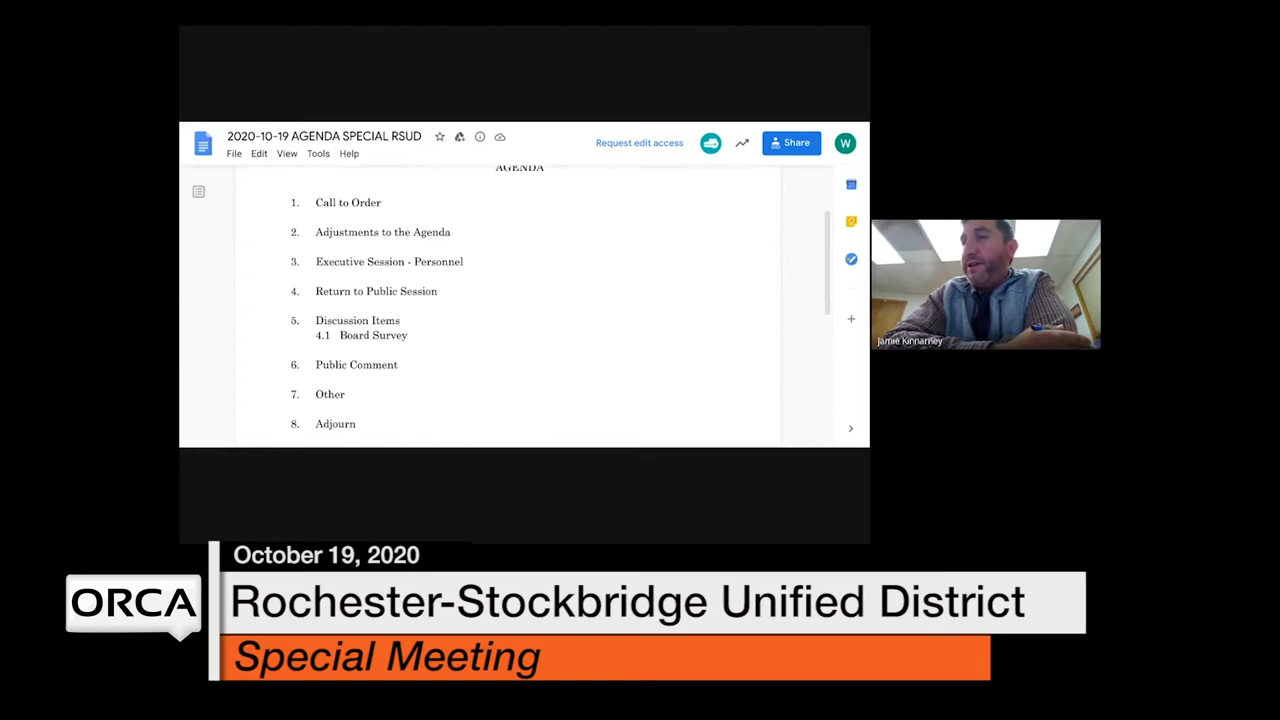 2020-10-19 AGENDA SPECIAL RSUD
File Edit View Tools Help
Request edit access
Share
W
AGENDA
1. Call to Order
2. Adjustments to the Agenda
3. Executive Session - Personnel
4. Return to Public Session
5. Discussion Items
4.1 Board Survey
6. Public Comment
7. Other
8. Adjourn
Jamie Kinnarney
October 19, 2020
ORCA
Rochester-Stockbridge Unified District
Special Meeting